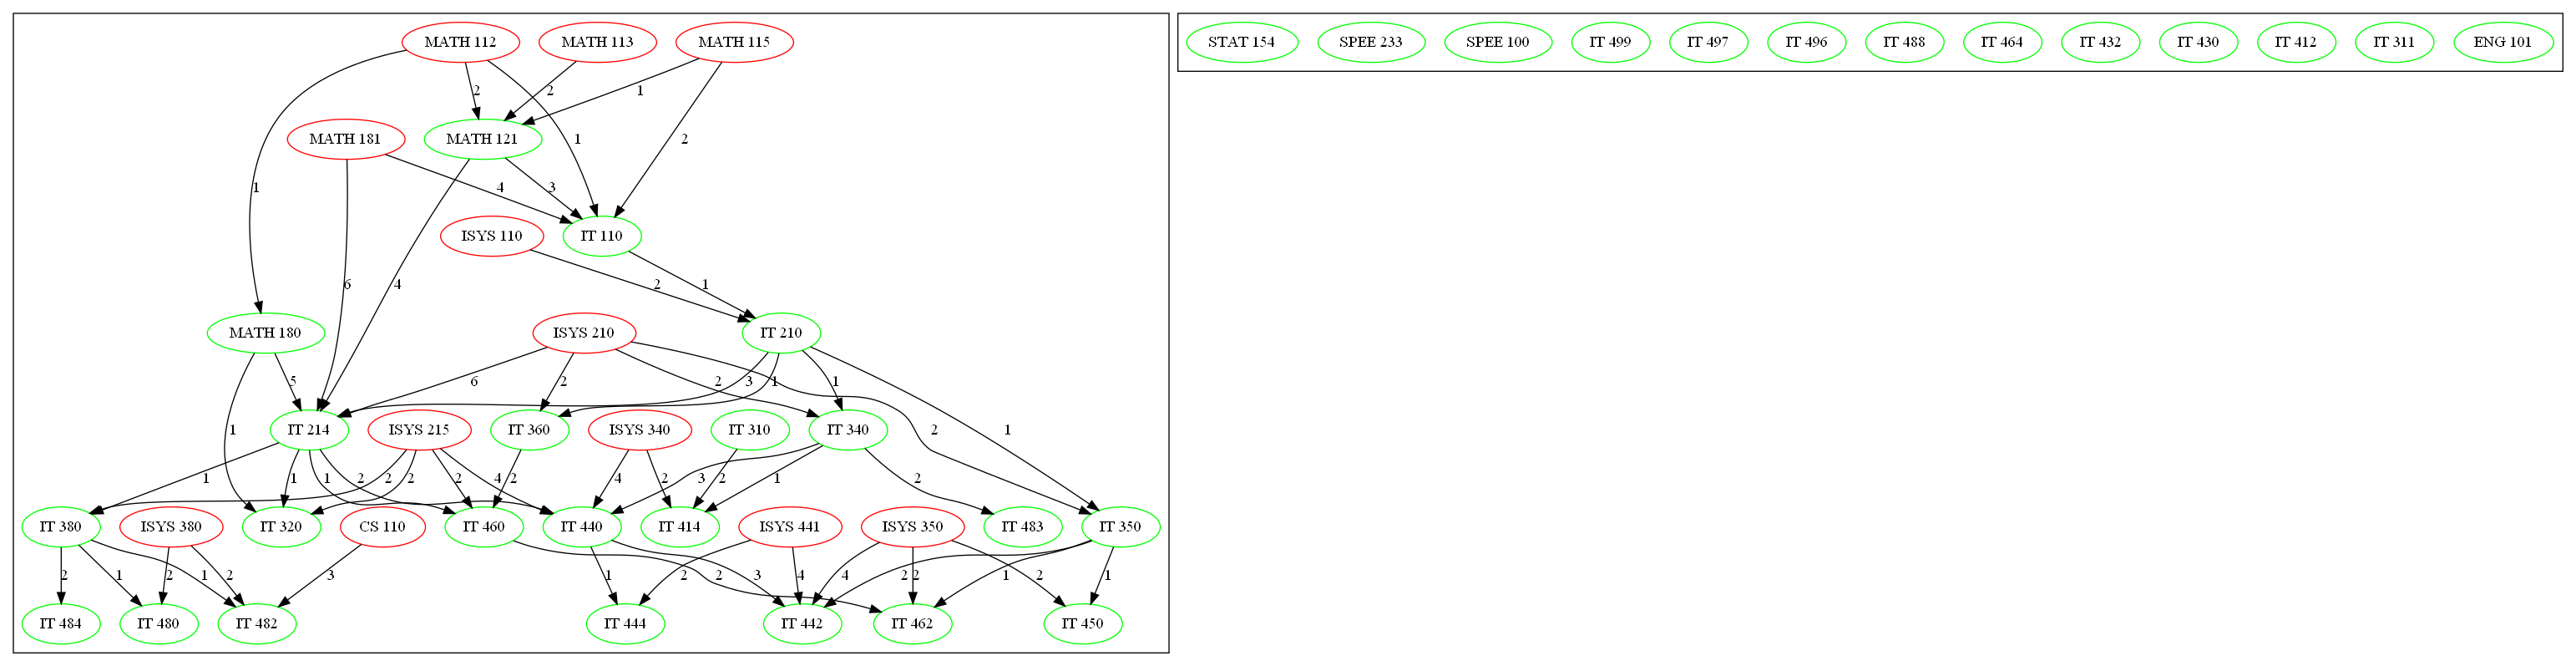 MATH 112 MATH 113 MATH 115 STAT 154 SPEE 233 SPEE 100 IT 499 IT 497 IT 496 IT 488 IT 464 IT 432 IT 430 IT 412 IT 311 ENG 101
2 2 1
MATH 181 MATH 121 1 2
1 4 3
ISYS 110 IT 110
6 4 2 1
MATH 180 ISYS 210 IT 210
5 6 2 2 3 1 1
1 IT 214 ISYS 215 IT 360 ISYS 340 IT 310 IT 340 2 1
1 1 1 2 2 2 2 4 2 4 2 3 2 1 2
IT 380 ISYS 380 IT 320 CS 110 IT 460 IT 440 IT 414 ISYS 441 ISYS 350 IT 483 IT 350
2 1 2 1 2 3 1 2 2 3 4 4 2 2 1 2 1
IT 484 IT 480 IT 482 IT 444 IT 442 IT 462 IT 450